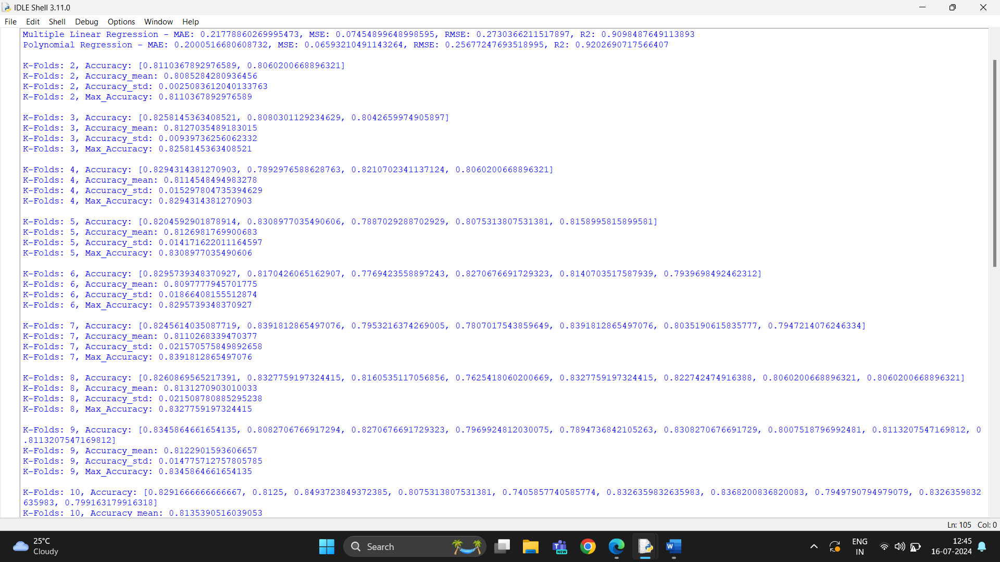 IDLE Shell 3.11.0
File Edit Shell Debug Options Window Help
Multiple Linear Regression - MAE: 0.21778860269995473, MSE: 0.07454899648998595, RMSE: 0.2730366211517897, R2: 0.9098487649113893
Polynomial Regression - MAE: 0.2000516680608732, MSE: 0.06593210491143264, RMSE: 0.25677247693518995, R2: 0.9202690717566407
K-Folds: 2, Accuracy: [0.8110367892976589, 0.8060200668896321]
K-Folds: 2, Accuracy_mean: 0.8085284280936456
K-Folds: 2, Accuracy_std: 0.0025083612040133763
K-Folds: 2, Max_Accuracy: 0.8110367892976589
K-Folds: 3, Accuracy: [0.8258145363408521, 0.8080301129234629, 0.8042659974905897]
K-Folds: 3, Accuracy_mean: 0.8127035489183015
K-Folds: 3, Accuracy_std: 0.00939736256062332
K-Folds: 3, Max_Accuracy: 0.8258145363408521
K-Folds: 4, Accuracy: [0.8294314381270903, 0.7892976588628763, 0.8210702341137124, 0.8060200668896321]
K-Folds: 4, Accuracy_mean: 0.8114548494983278
K-Folds: 4, Accuracy_std: 0.015297804735394629
K-Folds: 4, Max_Accuracy: 0.8294314381270903
K-Folds: 5, Accuracy: [0.8204592901878914, 0.8308977035490606, 0.7887029288702929, 0.8075313807531381, 0.8158995815899581]
K-Folds: 5, Accuracy_mean: 0.8126981769900683
K-Folds: 5, Accuracy_std: 0.014171622011164597
K-Folds: 5, Max_Accuracy: 0.8308977035490606
K-Folds: 6, Accuracy: [0.8295739348370927, 0.8170426065162907, 0.7769423558897243, 0.8270676691729323, 0.8140703517587939, 0.7939698492462312]
K-Folds: 6, Accuracy_mean: 0.8097777945701775
K-Folds: 6, Accuracy_std: 0.01866408155512874
K-Folds: 6, Max_Accuracy: 0.8295739348370927
K-Folds: 7, Accuracy: [0.8245614035087719, 0.8391812865497076, 0.7953216374269005, 0.7807017543859649, 0.8391812865497076, 0.8035190615835777, 0.7947214076246334]
K-Folds: 7, Accuracy_mean: 0.8110268339470377
K-Folds: 7, Accuracy_std: 0.021570575849892658
K-Folds: 7, Max_Accuracy: 0.8391812865497076
K-Folds: 8, Accuracy: [0.8260869565217391, 0.8327759197324415, 0.8160535117056856, 0.7625418060200669, 0.8327759197324415, 0.822742474916388, 0.8060200668896321, 0.8060200668896321]
K-Folds: 8, Accuracy_mean: 0.8131270903010033
K-Folds: 8, Accuracy_std: 0.021508780885295238
K-Folds: 8, Max_Accuracy: 0.8327759197324415
K-Folds: 9, Accuracy: [0.8345864661654135, 0.8082706766917294, 0.8270676691729323, 0.7969924812030075, 0.7894736842105263, 0.8308270676691729, 0.8007518796992481, 0.8113207547169812, 0
.8113207547169812]
K-Folds: 9, Accuracy_mean: 0.8122901593606657
K-Folds: 9, Accuracy_std: 0.014775712757805785
K-Folds: 9, Max_Accuracy: 0.8345864661654135
K-Folds: 10, Accuracy: [0.8291666666666667, 0.8125, 0.8493723849372385, 0.8075313807531381, 0.7405857740585774, 0.8326359832635983, 0.8368200836820083, 0.7949790794979079, 0.8326359832
635983, 0.799163179916318]
K-Folds: 10, Accuracy_mean: 0.8135390516039053
Ln: 105 Col: 0
25°C
Cloudy
Search
NEW
ENG
IN
12:45
16-07-2024